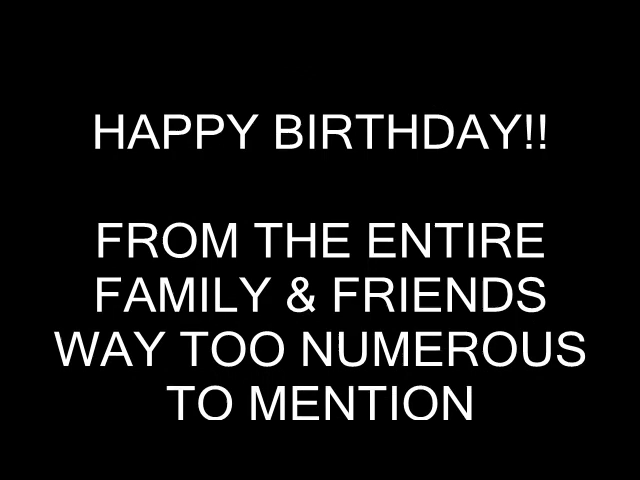 HAPPY BIRTHDAY!!
FROM THE ENTIRE
FAMILY & FRIENDS
WAY TOO NUMEROUS
TO MENTION